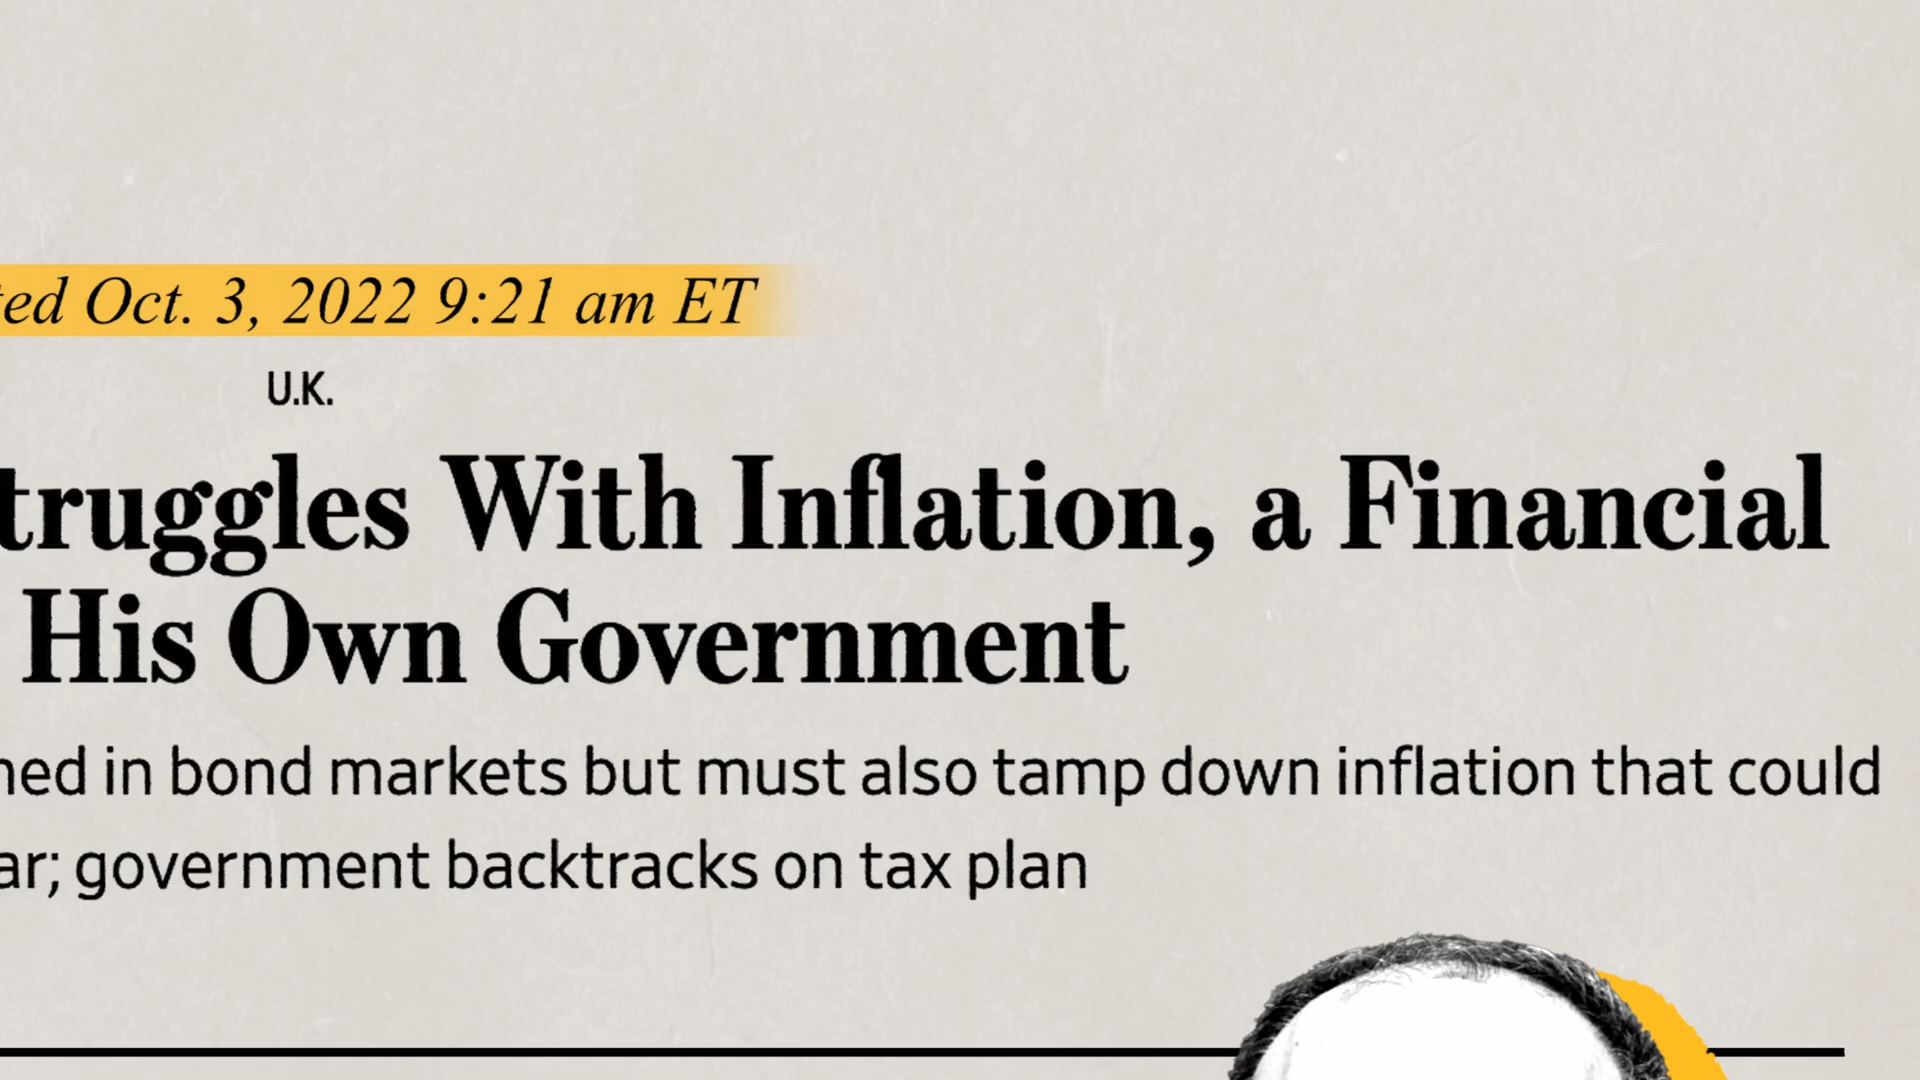 ted Oct. 3, 2022 9:21 am ET
U.K.
truggles With Inflation, a Financial
His Own Government
ned in bond markets but must also tamp down inflation that could
ar; government backtracks on tax plan